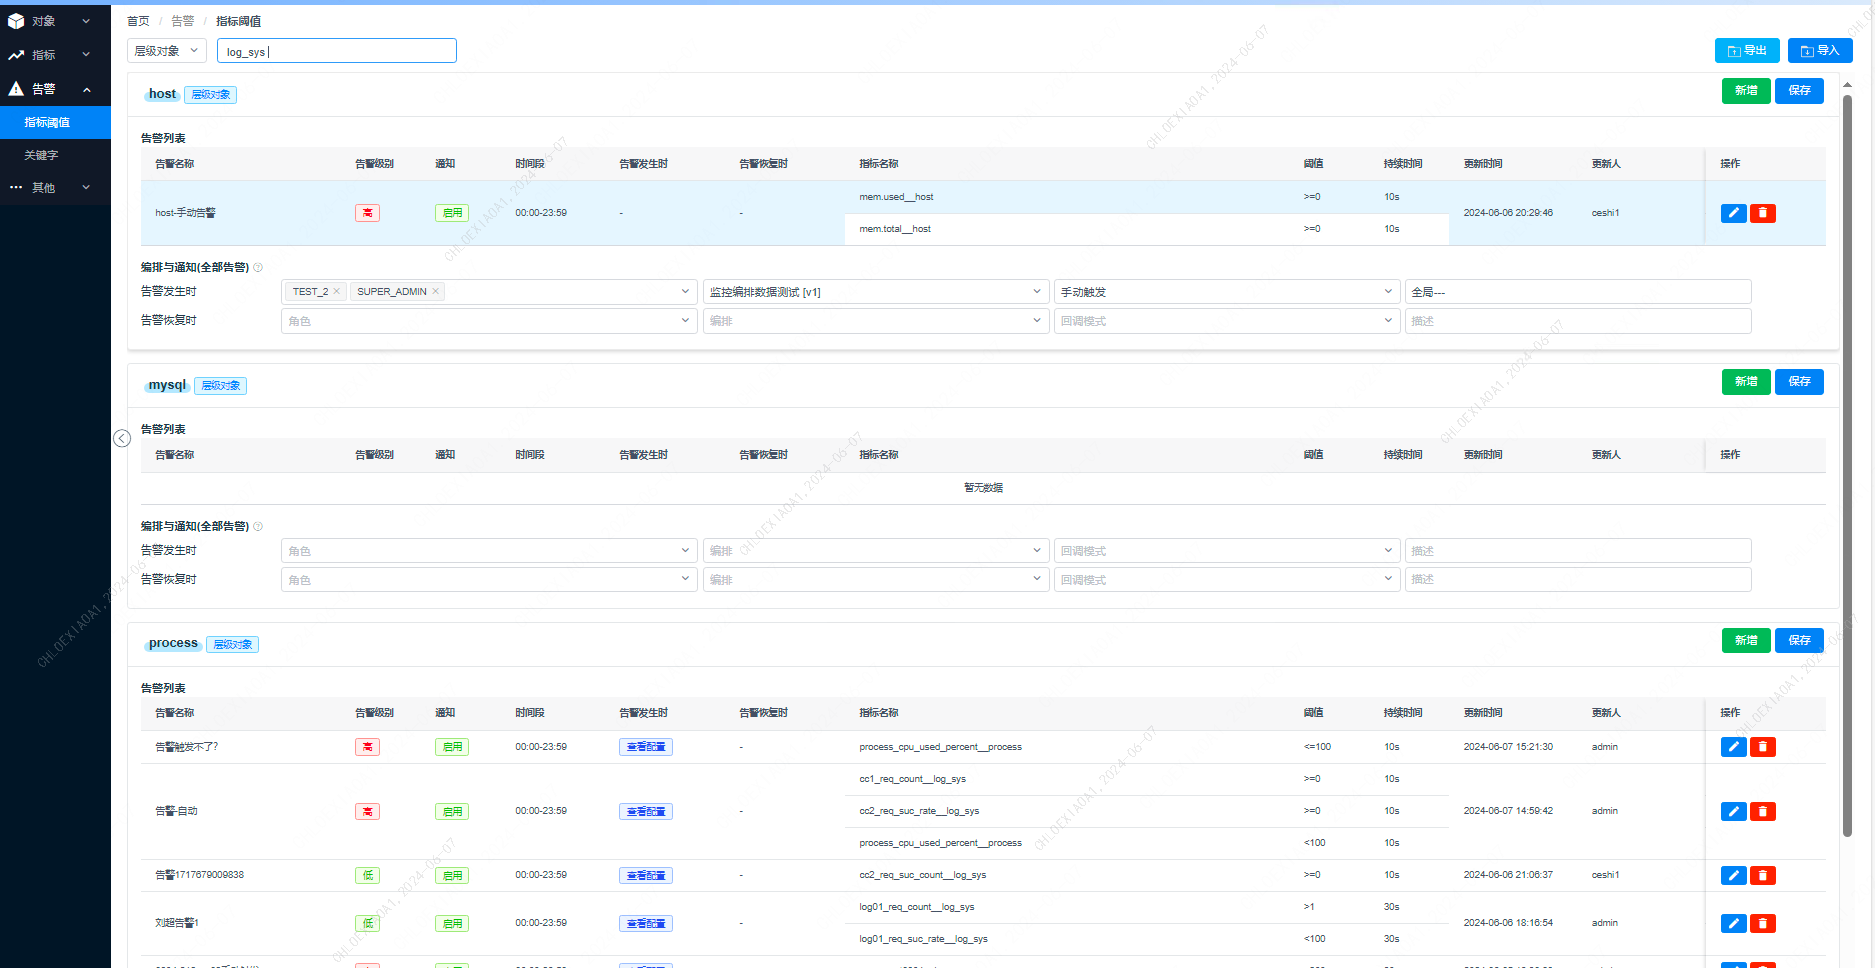 对象
指标
告警
指标阈值
关键字
其他
首页 / 告警 / 指标阈值
层级对象 log_sys 导出 导入
host 层级对象 新增 保存
告警列表
告警名称 告警级别 通知 时间段 告警发生时 告警恢复时 指标名称 阈值 持续时间 更新时间 更新人 操作
host-手动告警 高 启用 00:00-23:59 - - mem.used__host >=0 10s 2024-06-06 20:29:46 ceshi1
mem.total__host >=0 10s
编排与通知(全部告警)
告警发生时 TEST_2 SUPER_ADMIN 监控编排数据测试 [v1] 手动触发 全局---
告警恢复时 角色 编排 回调模式 描述
mysql 层级对象 新增 保存
告警列表
告警名称 告警级别 通知 时间段 告警发生时 告警恢复时 指标名称 阈值 持续时间 更新时间 更新人 操作
暂无数据
编排与通知(全部告警)
告警发生时 角色 编排 回调模式 描述
告警恢复时 角色 编排 回调模式 描述
process 层级对象 新增 保存
告警列表
告警名称 告警级别 通知 时间段 告警发生时 告警恢复时 指标名称 阈值 持续时间 更新时间 更新人 操作
告警触发不了? 高 启用 00:00-23:59 查看配置 - process_cpu_used_percent__process <=100 10s 2024-06-07 15:21:30 admin
cc1_req_count__log_sys >=0 10s
告警-自动 高 启用 00:00-23:59 查看配置 - cc2_req_suc_rate__log_sys >=0 10s 2024-06-07 14:59:42 admin
process_cpu_used_percent__process <100 10s
告警1717679009838 低 启用 00:00-23:59 查看配置 - cc2_req_suc_count__log_sys >=0 10s 2024-06-06 21:06:37 ceshi1
log01_req_count__log_sys >1 30s
刘超告警1 低 启用 00:00-23:59 查看配置 - 2024-06-06 18:16:54 admin
log01_req_suc_rate__log_sys <100 30s
CHLOEXIAOA1,2024-06-07
CHLOEXIAOA1,2024-06-07
CHLOEXIAOA1,2024-06-07
CHLOEXIAOA1,2024-06-07
CHLOEXIAOA1,2024-06-07
CHLOEXIAOA1,2024-06-07